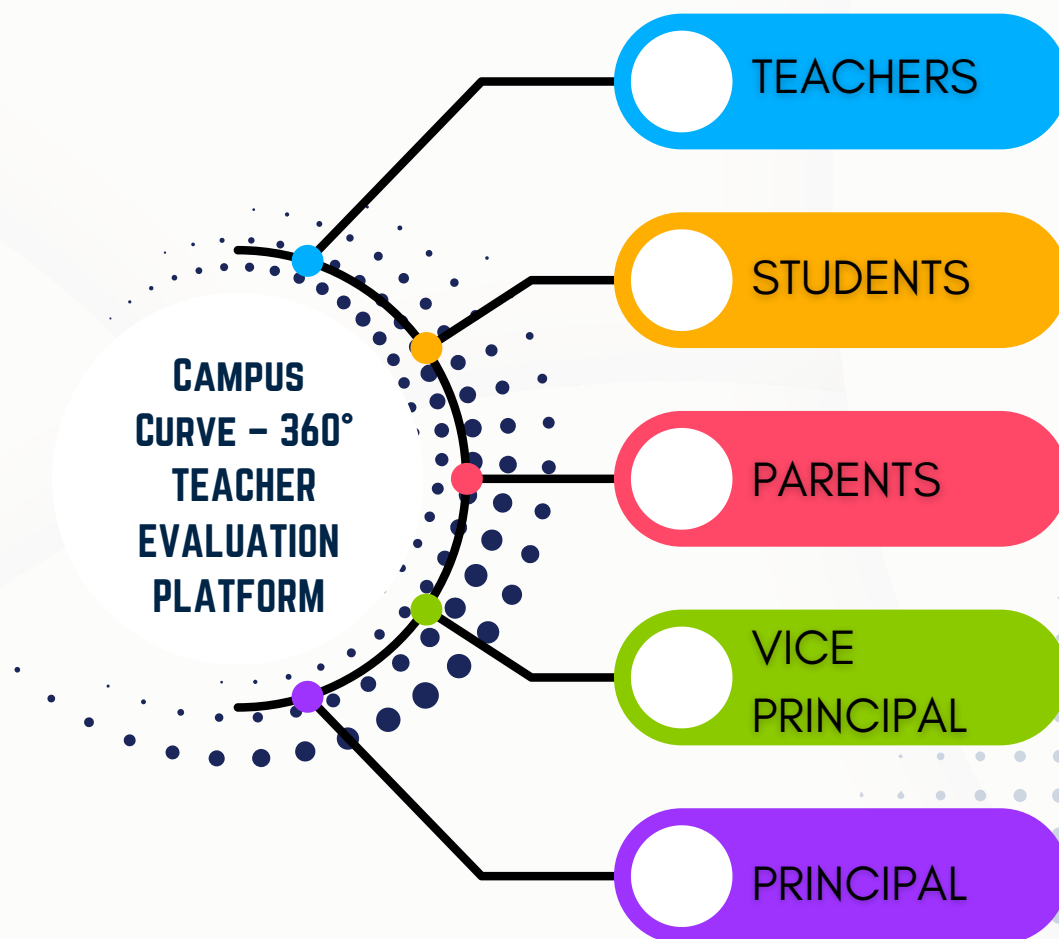 CAMPUS
CURVE – 360°
TEACHER
EVALUATION
PLATFORM
TEACHERS
STUDENTS
PARENTS
VICE
PRINCIPAL
PRINCIPAL